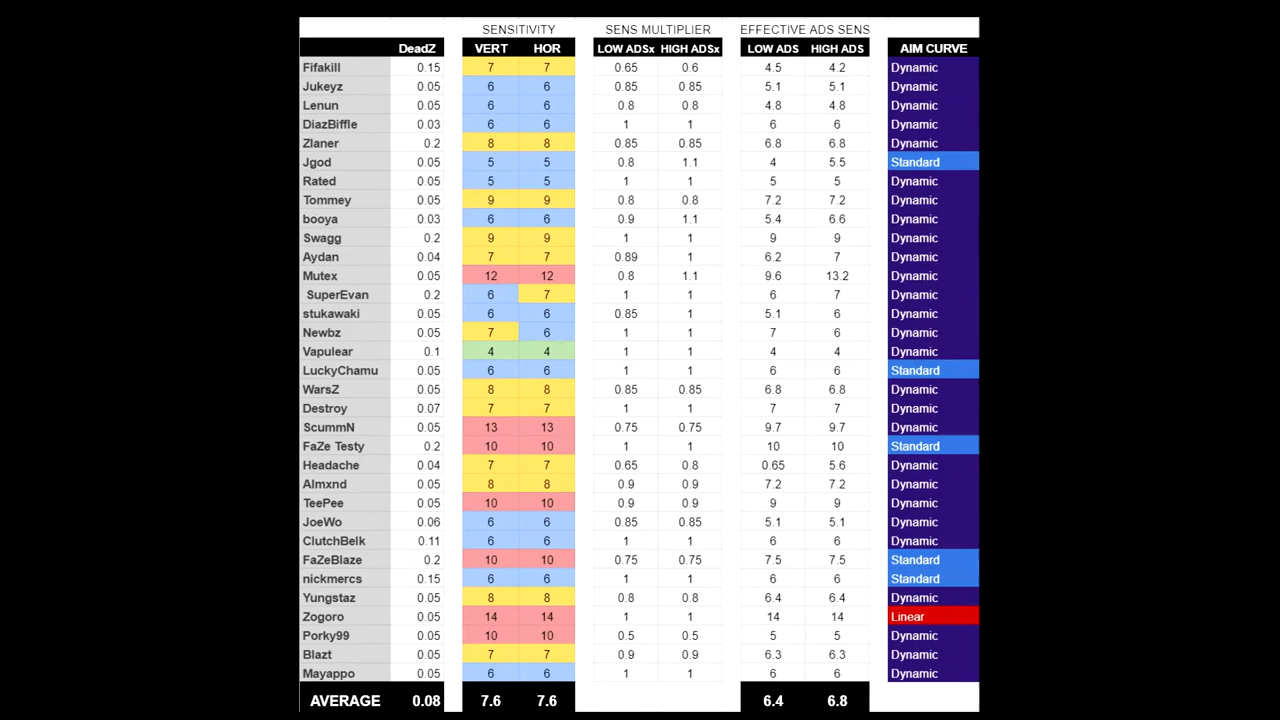 SENSITIVITY SENS MULTIPLIER EFFECTIVE ADS SENS
DeadZ VERT HOR LOW ADSx HIGH ADSx LOW ADS HIGH ADS AIM CURVE
Fifakill 0.15 7 7 0.65 0.6 4.5 4.2 Dynamic
Jukeyz 0.05 6 6 0.85 0.85 5.1 5.1 Dynamic
Lenun 0.05 6 6 0.8 0.8 4.8 4.8 Dynamic
DiazBiffle 0.03 6 6 1 1 6 6 Dynamic
Zlaner 0.2 8 8 0.85 0.85 6.8 6.8 Dynamic
Jgod 0.05 5 5 0.8 1.1 4 5.5 Standard
Rated 0.05 5 5 1 1 5 5 Dynamic
Tommey 0.05 9 9 0.8 0.8 7.2 7.2 Dynamic
booya 0.03 6 6 0.9 1.1 5.4 6.6 Dynamic
Swagg 0.2 9 9 1 1 9 9 Dynamic
Aydan 0.04 7 7 0.89 1 6.2 7 Dynamic
Mutex 0.05 12 12 0.8 1.1 9.6 13.2 Dynamic
SuperEvan 0.2 6 7 1 1 6 7 Dynamic
stukawaki 0.05 6 6 0.85 1 5.1 6 Dynamic
Newbz 0.05 7 6 1 1 7 6 Dynamic
Vapulear 0.1 4 4 1 1 4 4 Dynamic
LuckyChamu 0.05 6 6 1 1 6 6 Standard
WarsZ 0.05 8 8 0.85 0.85 6.8 6.8 Dynamic
Destroy 0.07 7 7 1 1 7 7 Dynamic
ScummN 0.05 13 13 0.75 0.75 9.7 9.7 Dynamic
FaZe Testy 0.2 10 10 1 1 10 10 Standard
Headache 0.04 7 7 0.65 0.8 0.65 5.6 Dynamic
Almxnd 0.05 8 8 0.9 0.9 7.2 7.2 Dynamic
TeePee 0.05 10 10 0.9 0.9 9 9 Dynamic
JoeWo 0.06 6 6 0.85 0.85 5.1 5.1 Dynamic
ClutchBelk 0.11 6 6 1 1 6 6 Dynamic
FaZeBlaze 0.2 10 10 0.75 0.75 7.5 7.5 Standard
nickmercs 0.15 6 6 1 1 6 6 Standard
Yungstaz 0.05 8 8 0.8 0.8 6.4 6.4 Dynamic
Zogoro 0.05 14 14 1 1 14 14 Linear
Porky99 0.05 10 10 0.5 0.5 5 5 Dynamic
Blazt 0.05 7 7 0.9 0.9 6.3 6.3 Dynamic
Mayappo 0.05 6 6 1 1 6 6 Dynamic
AVERAGE 0.08 7.6 7.6 6.4 6.8